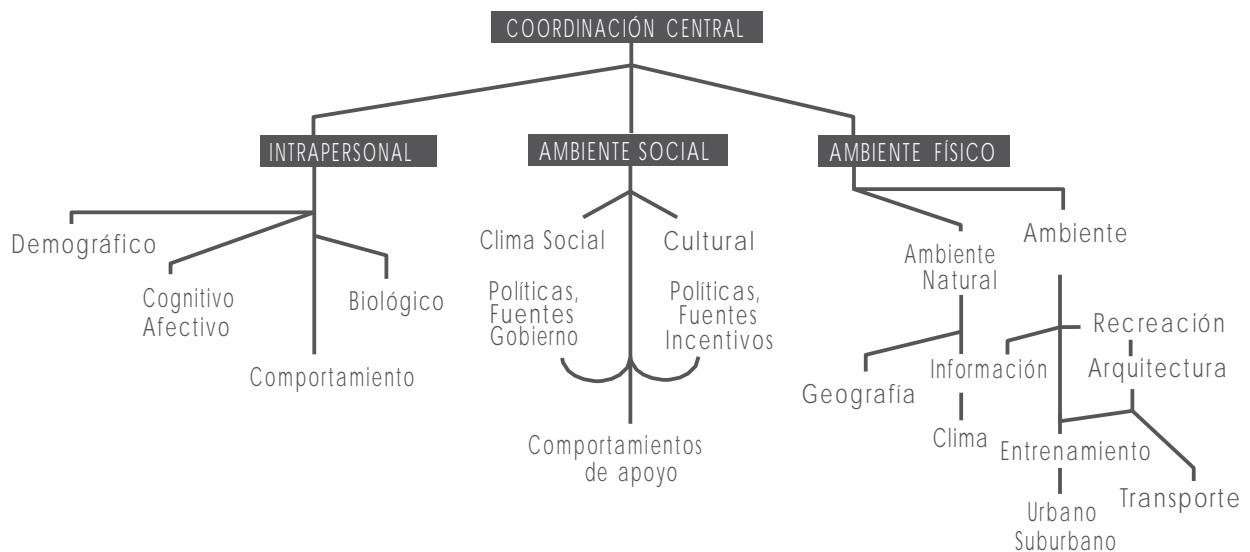 COORDINACIÓN CENTRAL
INTRAPERSONAL
AMBIENTE SOCIAL
AMBIENTE FÍSICO
Demográfico
Cognitivo
Afectivo
Biológico
Comportamiento
Clima Social
Cultural
Políticas,
Fuentes
Gobierno
Políticas,
Fuentes
Incentivos
Comportamientos
de apoyo
Ambiente
Natural
Ambiente
Geografía
Información
Clima
Recreación
Arquitectura
Entrenamiento
Transporte
Urbano
Suburbano